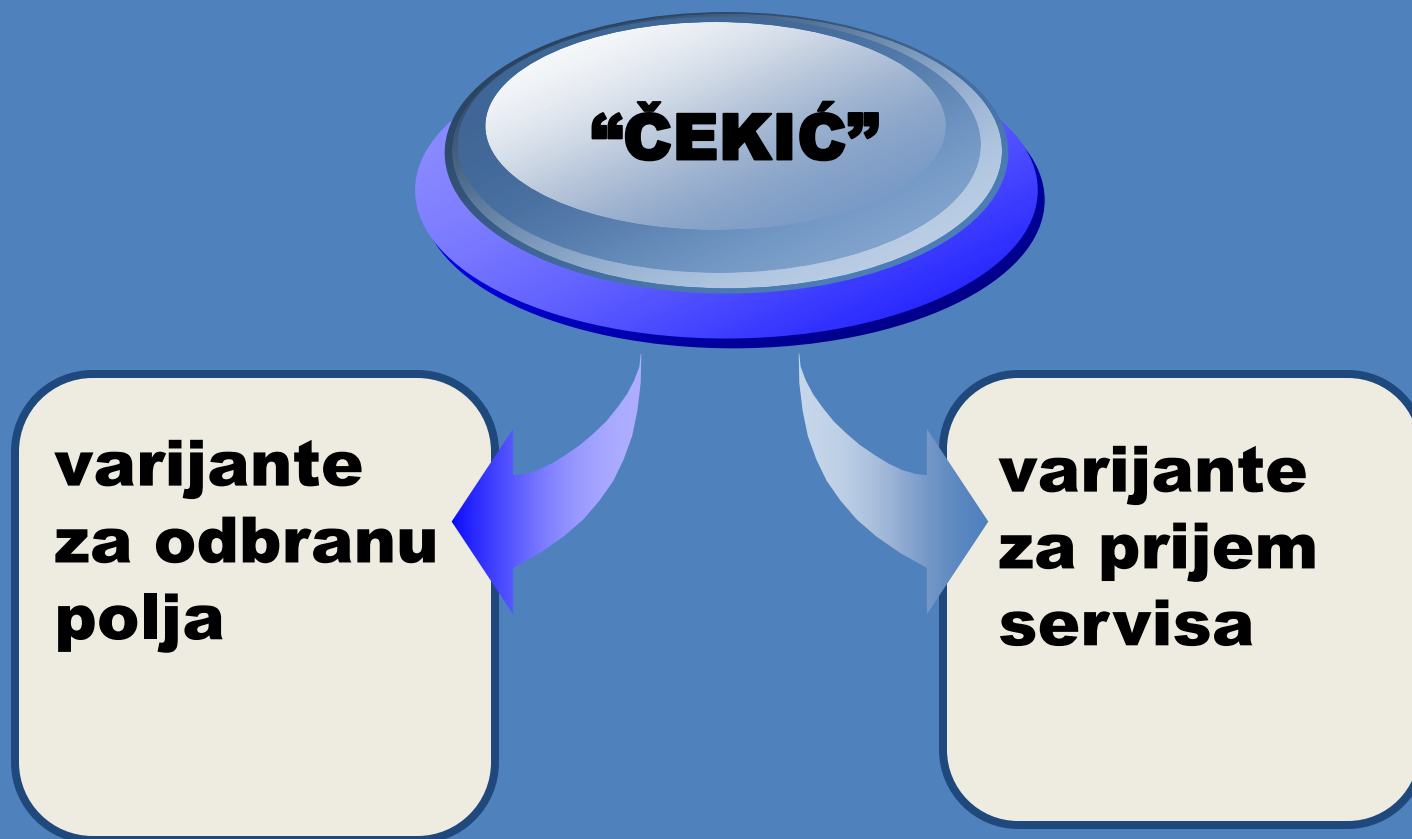 “ČEKIĆ”
varijante
za odbranu
polja
varijante
za prijem
servisa